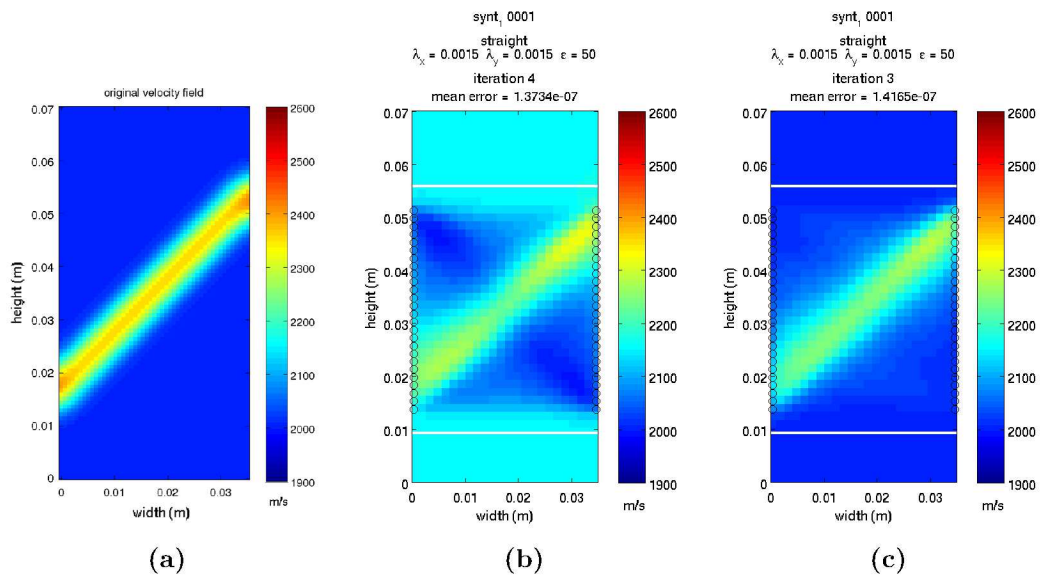 original velocity field
0.07
0.06
0.05
0.04
0.03
0.02
0.01
0
height (m)
0 0.01 0.02 0.03
width (m)
2600
2500
2400
2300
2200
2100
2000
1900
m/s
(a)
synt₁ 0001
straight
λx = 0.0015 λy = 0.0015 ε = 50
iteration 4
mean error = 1.3734e-07
0.07
0.06
0.05
0.04
0.03
0.02
0.01
0
height (m)
0 0.01 0.02 0.03
width (m)
2600
2500
2400
2300
2200
2100
2000
1900
m/s
(b)
synt₁ 0001
straight
λx = 0.0015 λy = 0.0015 ε = 50
iteration 3
mean error = 1.4165e-07
0.07
0.06
0.05
0.04
0.03
0.02
0.01
0
height (m)
0 0.01 0.02 0.03
width (m)
2600
2500
2400
2300
2200
2100
2000
1900
m/s
(c)